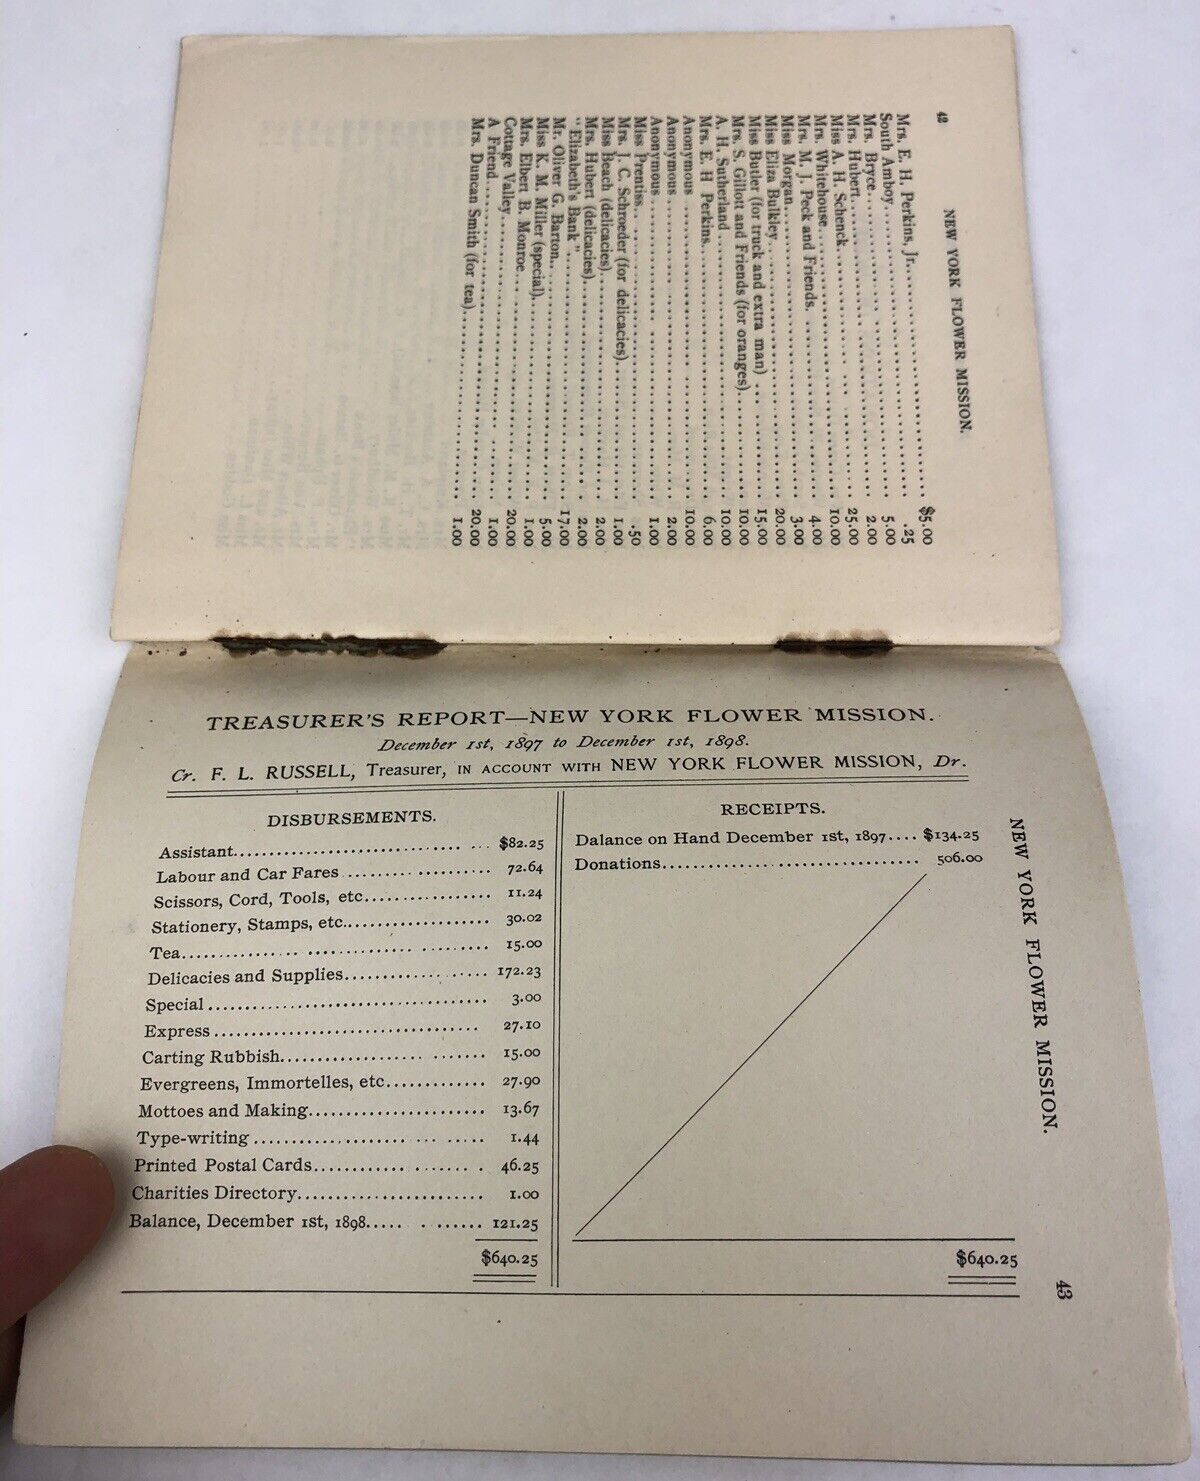 42
NEW YORK FLOWER MISSION.
Mrs. E. H. Perkins, Jr. $5.00
South Amboy .25
Mrs. Bryce 5.00
Mrs. Hubert 2.00
Miss A. H. Schenck 25.00
Mrs. Whitehouse 10.00
Mrs. M. J. Peck and Friends 4.00
Miss Morgan 3.00
Miss Eliza Bulkley 20.00
Miss Butler (for truck and extra man) 15.00
Mrs. S. Gillott and Friends (for oranges) 10.00
A. H. Sutherland 10.00
Mrs. E. H Perkins 6.00
Anonymous 10.00
Anonymous 2.00
Anonymous 1.00
Miss Prentiss .50
Mrs. J. C. Schroeder (for delicacies) 1.00
Miss Beach (delicacies) 2.00
Mrs. Hubert (delicacies) 2.00
" Elizabeth's Bank " 17.00
Mr. Oliver G. Barton 5.00
Miss K. M. Miller (special) 1.00
Mrs. Elbert B. Monroe 20.00
Cottage Valley 1.00
A Friend 20.00
Mrs. Duncan Smith (for tea) 1.00
TREASURER'S REPORT—NEW YORK FLOWER MISSION.
December 1st, 1897 to December 1st, 1898.
Cr. F. L. RUSSELL, Treasurer, IN ACCOUNT WITH NEW YORK FLOWER MISSION, Dr.
DISBURSEMENTS.
Assistant $82.25
Labour and Car Fares 72.64
Scissors, Cord, Tools, etc 11.24
Stationery, Stamps, etc. 30.02
Tea 15.00
Delicacies and Supplies 172.23
Special 3.00
Express 27.10
Carting Rubbish 15.00
Evergreens, Immortelles, etc 27.90
Mottoes and Making 13.67
Type-writing 1.44
Printed Postal Cards 46.25
Charities Directory 1.00
Balance, December 1st, 1898 121.25
$640.25
RECEIPTS.
Dalance on Hand December 1st, 1897 $134.25
Donations 506.00
$640.25
NEW YORK FLOWER MISSION.
43